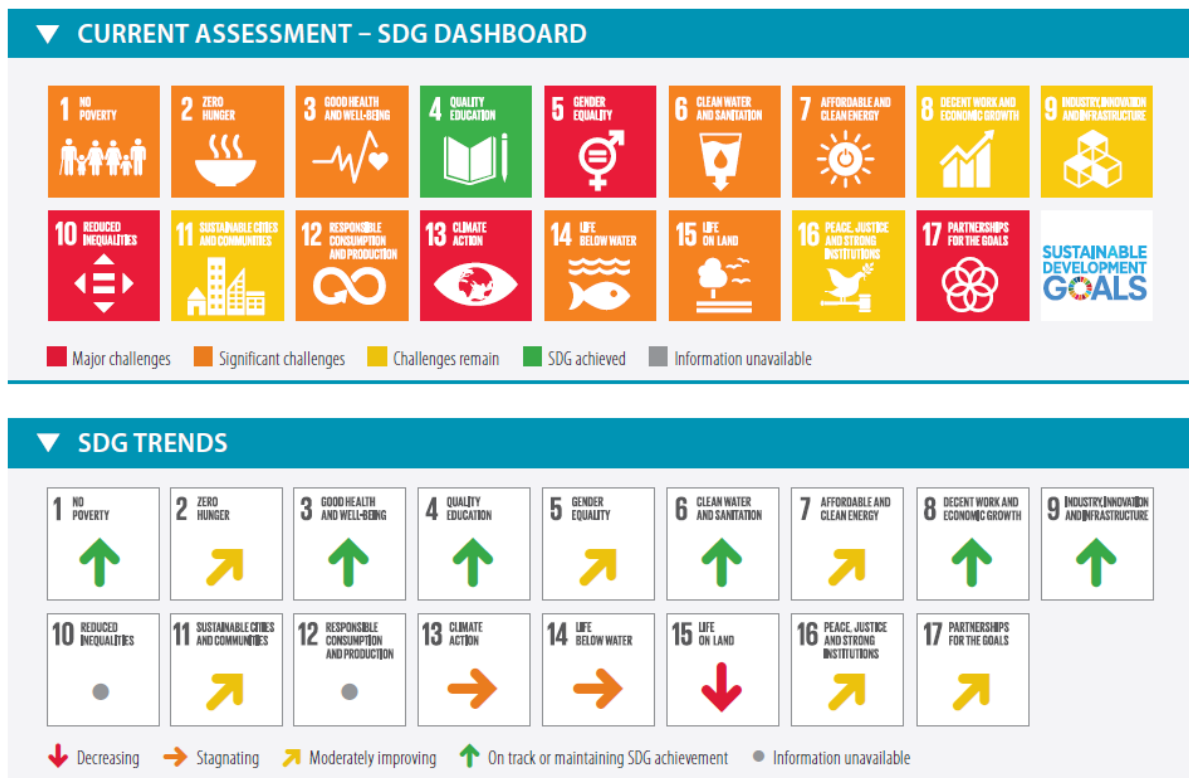 ▼ CURRENT ASSESSMENT – SDG DASHBOARD
1 NO POVERTY
2 ZERO HUNGER
3 GOOD HEALTH AND WELL-BEING
4 QUALITY EDUCATION
5 GENDER EQUALITY
6 CLEAN WATER AND SANITATION
7 AFFORDABLE AND CLEAN ENERGY
8 DECENT WORK AND ECONOMIC GROWTH
9 INDUSTRY, INNOVATION AND INFRASTRUCTURE
10 REDUCED INEQUALITIES
11 SUSTAINABLE CITIES AND COMMUNITIES
12 RESPONSIBLE CONSUMPTION AND PRODUCTION
13 CLIMATE ACTION
14 LIFE BELOW WATER
15 LIFE ON LAND
16 PEACE, JUSTICE AND STRONG INSTITUTIONS
17 PARTNERSHIPS FOR THE GOALS
SUSTAINABLE
DEVELOPMENT
GOALS
Major challenges Significant challenges Challenges remain SDG achieved Information unavailable
▼ SDG TRENDS
1 NO POVERTY
2 ZERO HUNGER
3 GOOD HEALTH AND WELL-BEING
4 QUALITY EDUCATION
5 GENDER EQUALITY
6 CLEAN WATER AND SANITATION
7 AFFORDABLE AND CLEAN ENERGY
8 DECENT WORK AND ECONOMIC GROWTH
9 INDUSTRY, INNOVATION AND INFRASTRUCTURE
10 REDUCED INEQUALITIES
11 SUSTAINABLE CITIES AND COMMUNITIES
12 RESPONSIBLE CONSUMPTION AND PRODUCTION
13 CLIMATE ACTION
14 LIFE BELOW WATER
15 LIFE ON LAND
16 PEACE, JUSTICE AND STRONG INSTITUTIONS
17 PARTNERSHIPS FOR THE GOALS
Decreasing Stagnating Moderately improving On track or maintaining SDG achievement Information unavailable